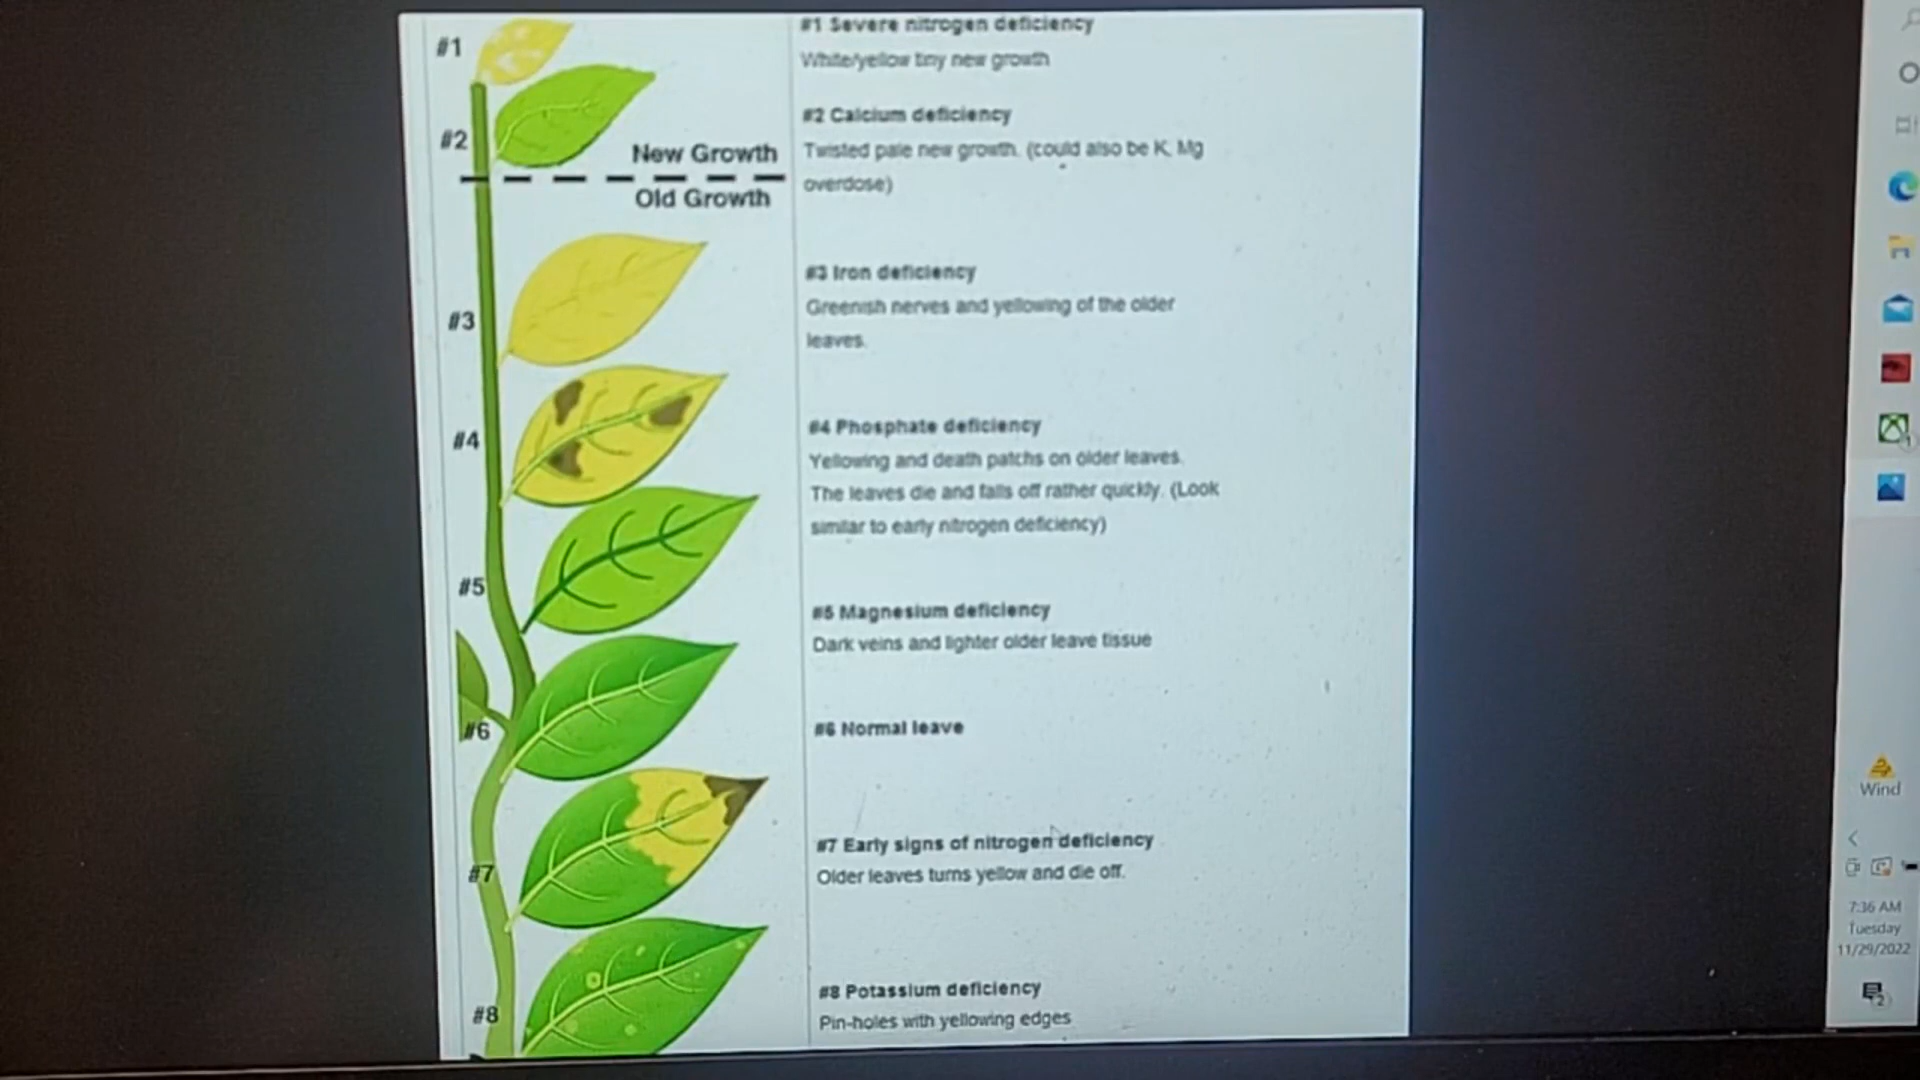 #1
#1 Severe nitrogen deficiency
White/yellow tiny new growth
#2
#2 Calcium deficiency
Twisted pale new growth. (could also be K, Mg
overdose)
New Growth
Old Growth
#3
#3 Iron deficiency
Greenish nerves and yellowing of the older
leaves.
#4
#4 Phosphate deficiency
Yellowing and death patchs on older leaves.
The leaves die and falls off rather quickly. (Look
similar to early nitrogen deficiency)
#5
#5 Magnesium deficiency
Dark veins and lighter older leave tissue
#6
#6 Normal leave
#7
#7 Early signs of nitrogen deficiency
Older leaves turns yellow and die off.
#8
#8 Potassium deficiency
Pin-holes with yellowing edges
Wind
7:36 AM
Tuesday
11/29/2022
2